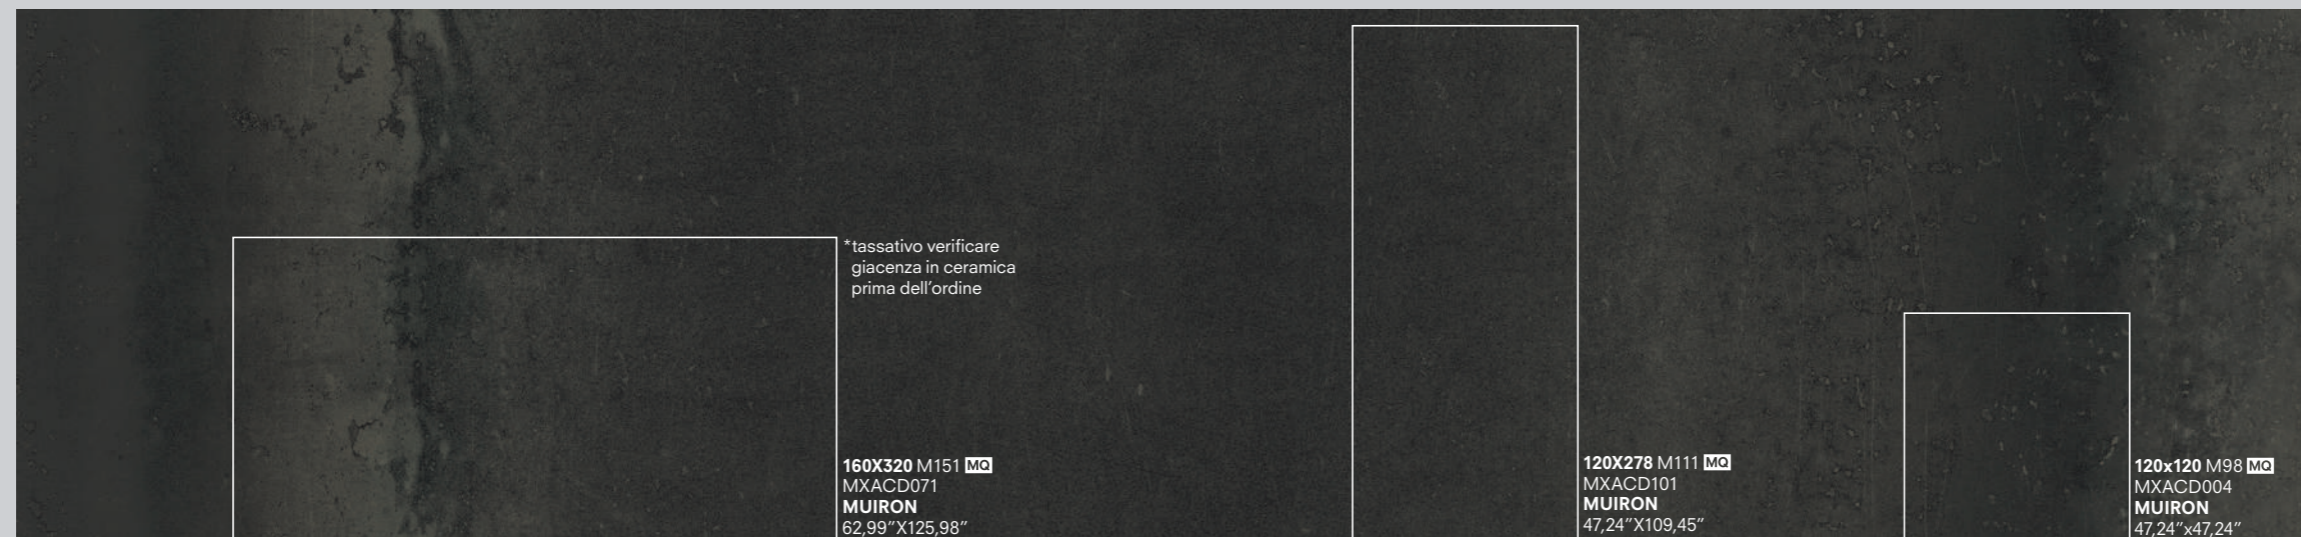 *tassativo verificare
giacenza in ceramica
prima dell’ordine
160X320 M151 MQ
MXACD071
MUIRON
62,99”X125,98”
120X278 M111 MQ
MXACD101
MUIRON
47,24”X109,45”
120x120 M98 MQ
MXACD004
MUIRON
47,24”x47,24”